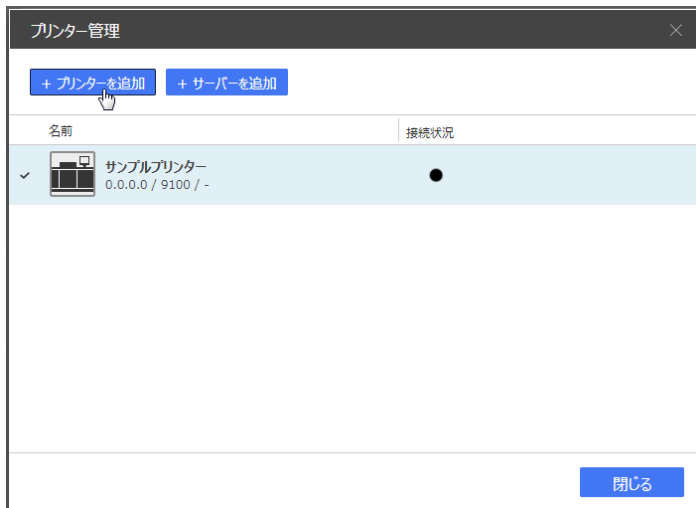 プリンター管理
+ プリンターを追加
+ サーバーを追加
名前
接続状況
サンプルプリンター
0.0.0.0 / 9100 / -
閉じる